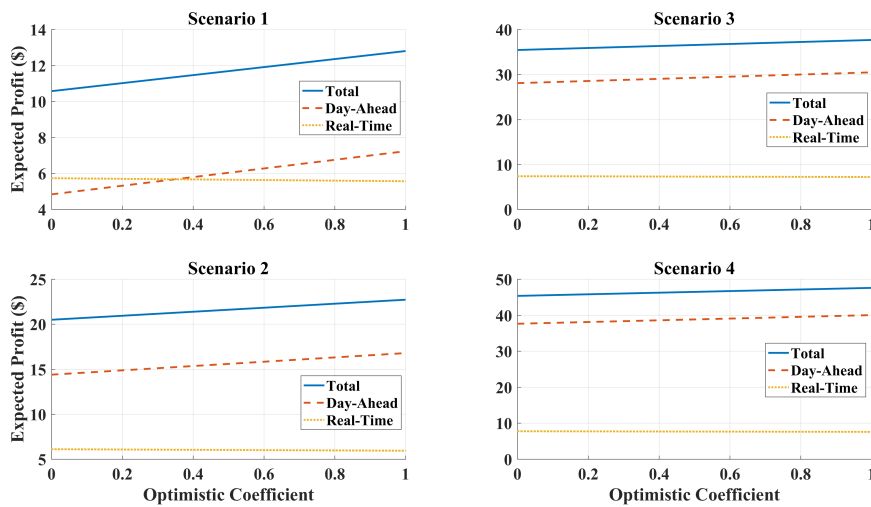 Scenario 1
Expected Profit ($)
14
12
10
8
6
4
Total
Day-Ahead
Real-Time
0 0.2 0.4 0.6 0.8 1
Scenario 3
40
30
20
10
0
Total
Day-Ahead
Real-Time
0 0.2 0.4 0.6 0.8 1
Scenario 2
Expected Profit ($)
25
20
15
10
5
Total
Day-Ahead
Real-Time
0 0.2 0.4 0.6 0.8 1
Optimistic Coefficient
Scenario 4
50
40
30
20
10
0
Total
Day-Ahead
Real-Time
0 0.2 0.4 0.6 0.8 1
Optimistic Coefficient